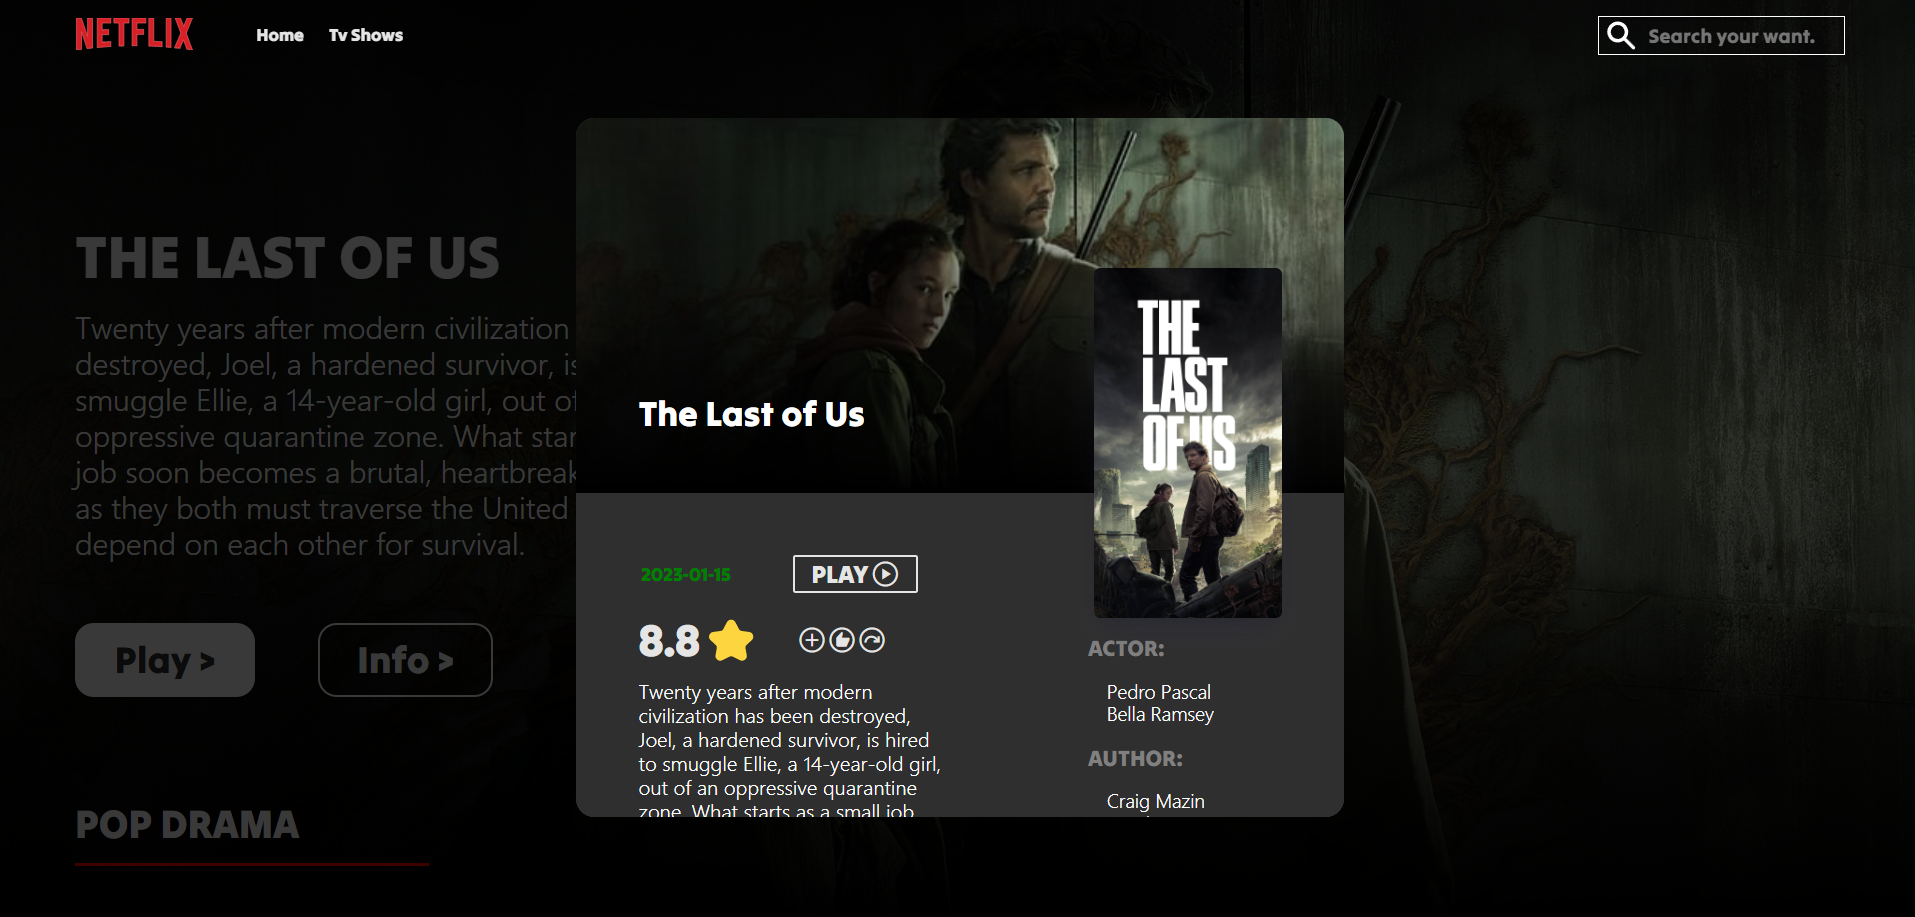 NETFLIX
Home
Tv Shows
Search your want.
THE LAST OF US
Twenty years after modern civilization
destroyed, Joel, a hardened survivor, is
smuggle Ellie, a 14-year-old girl, out of
oppressive quarantine zone. What star
job soon becomes a brutal, heartbreak
as they both must traverse the United
depend on each other for survival.
Play >
Info >
POP DRAMA
The Last of Us
THE
LAST
OF US
2023-01-15
PLAY
8.8
Twenty years after modern
civilization has been destroyed,
Joel, a hardened survivor, is hired
to smuggle Ellie, a 14-year-old girl,
out of an oppressive quarantine
zone. What starts as a small job
ACTOR:
Pedro Pascal
Bella Ramsey
AUTHOR:
Craig Mazin